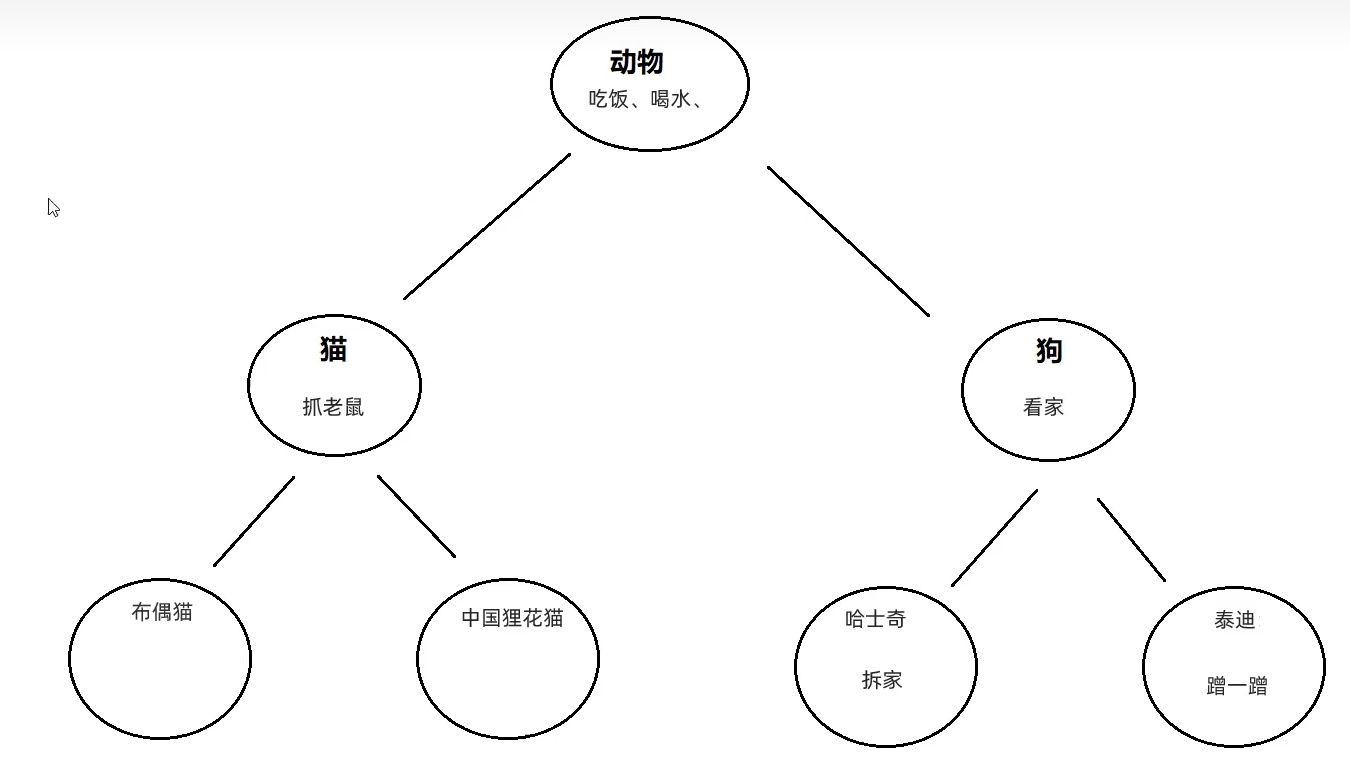 动物
吃饭、喝水、
猫
抓老鼠
狗
看家
布偶猫
中国狸花猫
哈士奇
拆家
泰迪
蹭一蹭